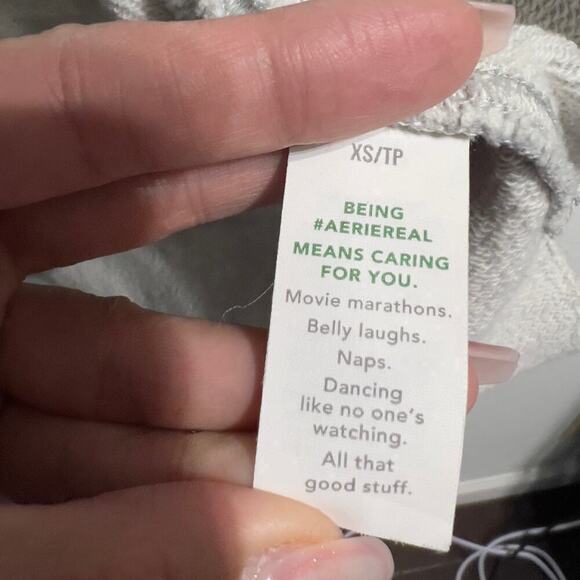 XS/TP
BEING
#AERIEREAL
MEANS CARING
FOR YOU.
Movie marathons.
Belly laughs.
Naps.
Dancing
like no one's
watching.
All that
good stuff.